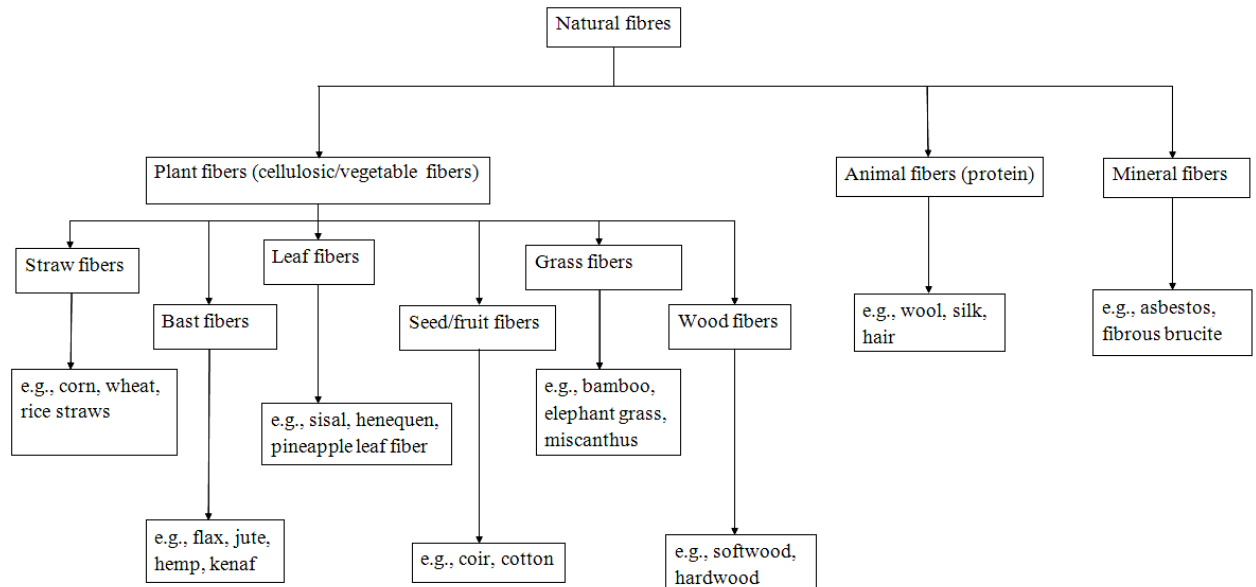 Natural fibres
Plant fibers (cellulosic/vegetable fibers)
Animal fibers (protein)
Mineral fibers
Straw fibers
Bast fibers
Leaf fibers
Seed/fruit fibers
Grass fibers
Wood fibers
e.g., wool, silk,
hair
e.g., asbestos,
fibrous brucite
e.g., corn, wheat,
rice straws
e.g., flax, jute,
hemp, kenaf
e.g., sisal, henequen,
pineapple leaf fiber
e.g., coir, cotton
e.g., bamboo,
elephant grass,
miscanthus
e.g., softwood,
hardwood